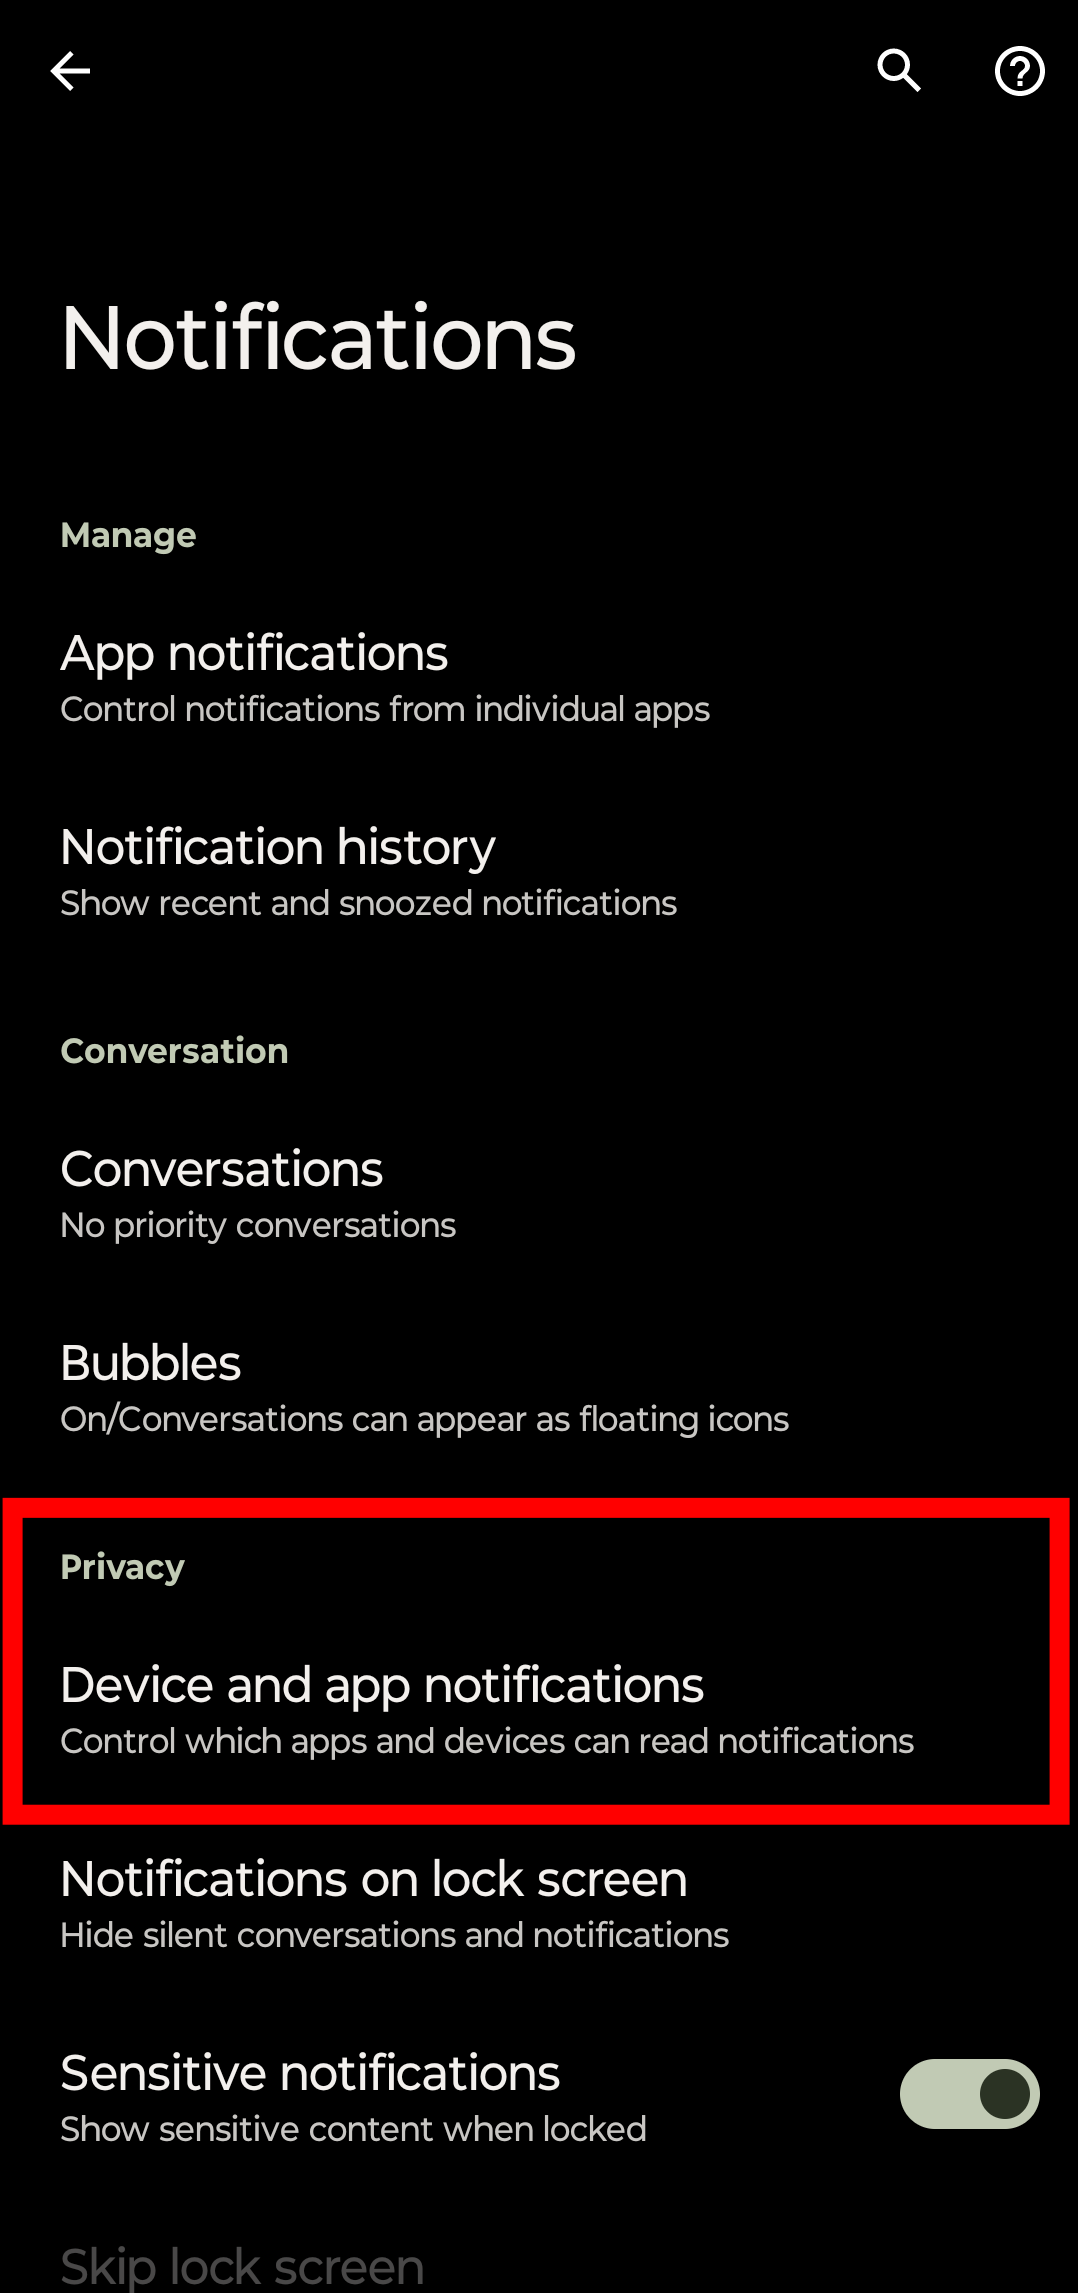 Notifications
Manage
App notifications
Control notifications from individual apps
Notification history
Show recent and snoozed notifications
Conversation
Conversations
No priority conversations
Bubbles
On/Conversations can appear as floating icons
Privacy
Device and app notifications
Control which apps and devices can read notifications
Notifications on lock screen
Hide silent conversations and notifications
Sensitive notifications
Show sensitive content when locked
Skip lock screen